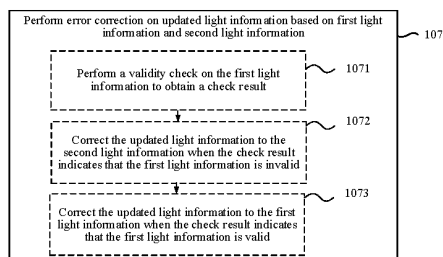 Perform error correction on updated light information based on first light
information and second light information
107
1071
Perform a validity check on the first light
information to obtain a check result
1072
Correct the updated light information to the
second light information when the check result
indicates that the first light information is invalid
1073
Correct the updated light information to the first
light information when the check result indicates
that the first light information is valid